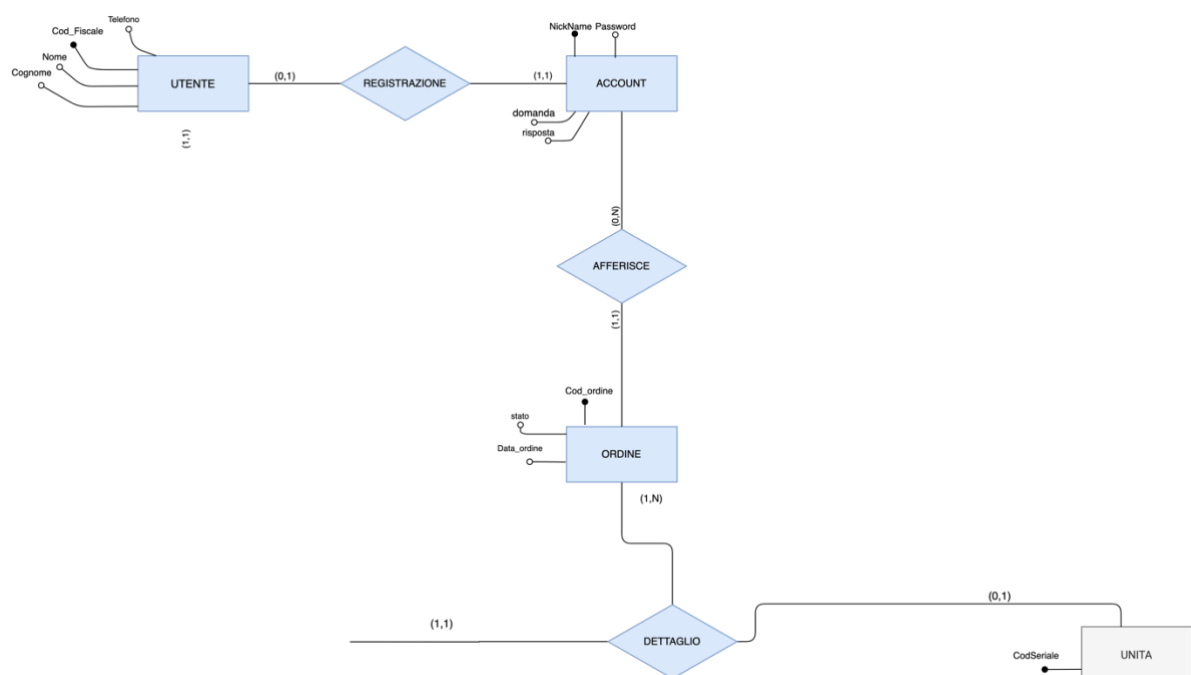 Telefono
Cod_Fiscale
Nome
Cognome
UTENTE
(0,1)
REGISTRAZIONE
(1,1)
NickName Password
ACCOUNT
domanda
risposta
(1,1)
(0,N)
AFFERISCE
(1,1)
Cod_ordine
stato
Data_ordine
ORDINE
(1,N)
(1,1)
DETTAGLIO
(0,1)
UNITA
CodSeriale